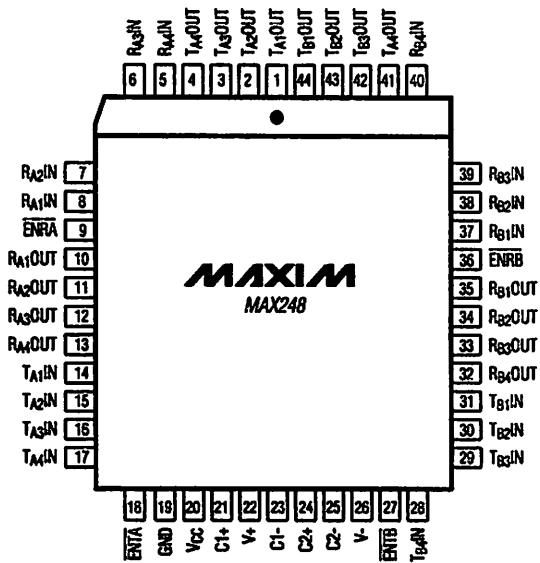 RA3IN
RA4IN
TA4OUT
TA3OUT
TA2OUT
TA1OUT
TB1OUT
TB2OUT
TB3OUT
TA4OUT
RB4IN
6 5 4 3 2 1 44 43 42 41 40
RA2IN 7
RA1IN 8
ENRA 9
RA1OUT 10
RA2OUT 11
RA3OUT 12
RA4OUT 13
TA1IN 14
TA2IN 15
TA3IN 16
TA4IN 17
MAXIM
MAX248
39 RB3IN
38 RB2IN
37 RB1IN
36 ENRB
35 RB1OUT
34 RB2OUT
33 RB3OUT
32 RB4OUT
31 TB1IN
30 TB2IN
29 TB3IN
18 19 20 21 22 23 24 25 26 27 28
ENTA
GND
VCC
C1+
V+
C1-
C2+
C2-
V-
ENTB
TB4IN